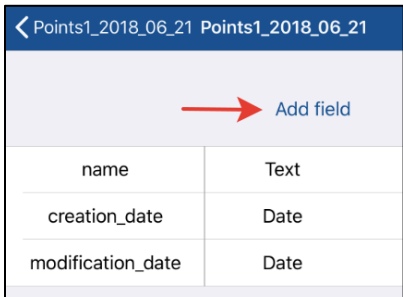 Points1_2018_06_21 Points1_2018_06_21
Add field
name Text
creation_date Date
modification_date Date